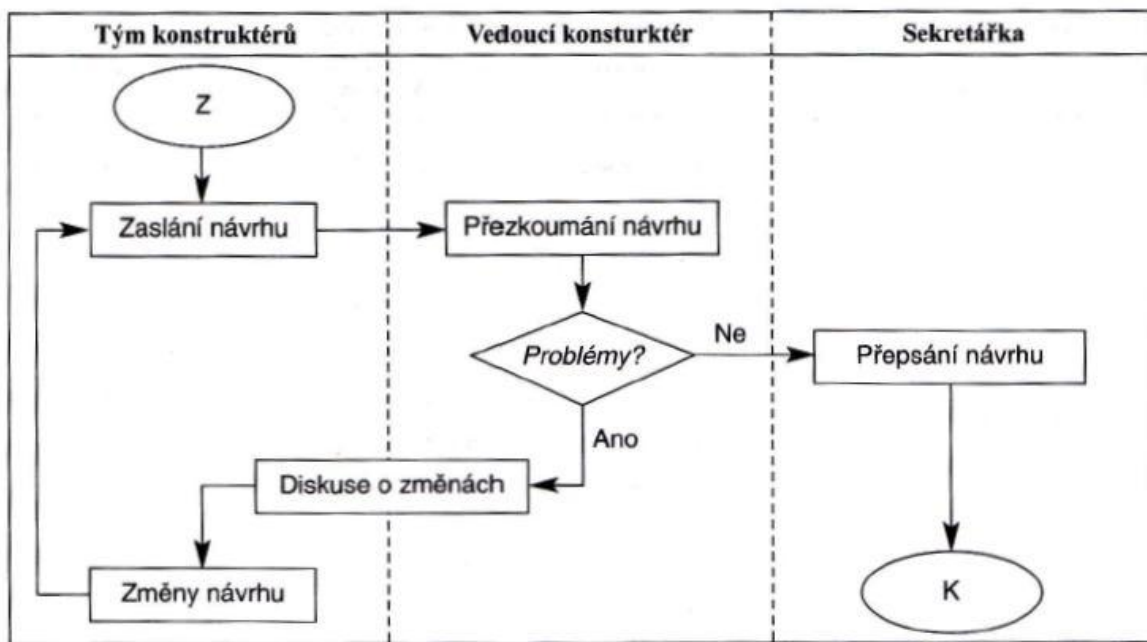 Tým konstruktérů
Vedoucí konsturktér
Sekretářka
Z
Zaslání návrhu
Přezkoumání návrhu
Problémy?
Ne
Přepsání návrhu
Ano
Diskuse o změnách
Změny návrhu
K